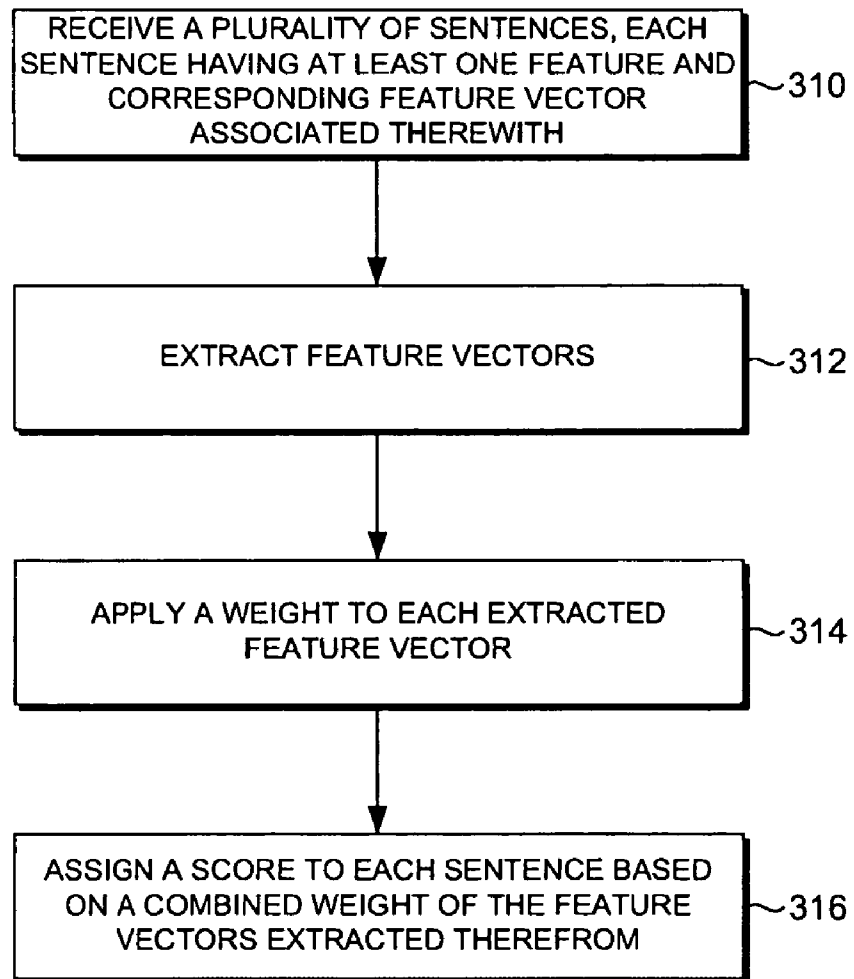 RECEIVE A PLURALITY OF SENTENCES, EACH
SENTENCE HAVING AT LEAST ONE FEATURE AND
CORRESPONDING FEATURE VECTOR
ASSOCIATED THEREWITH
310
EXTRACT FEATURE VECTORS
312
APPLY A WEIGHT TO EACH EXTRACTED
FEATURE VECTOR
314
ASSIGN A SCORE TO EACH SENTENCE BASED
ON A COMBINED WEIGHT OF THE FEATURE
VECTORS EXTRACTED THEREFROM
316